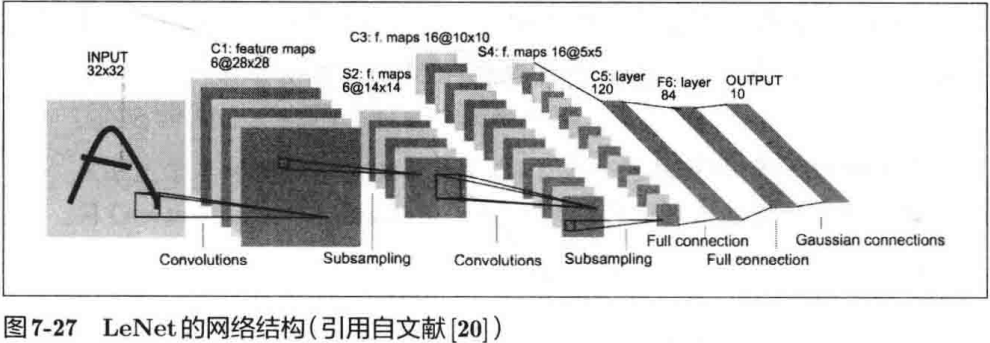 INPUT
32x32
C1: feature maps
6@28x28
S2: f. maps
6@14x14
C3: f. maps 16@10x10
S4: f. maps 16@5x5
C5: layer
120
F6: layer
84
OUTPUT
10
Convolutions
Subsampling
Convolutions
Subsampling
Full connection
Full connection
Gaussian connections
图7-27 LeNet的网络结构(引用自文献[20])